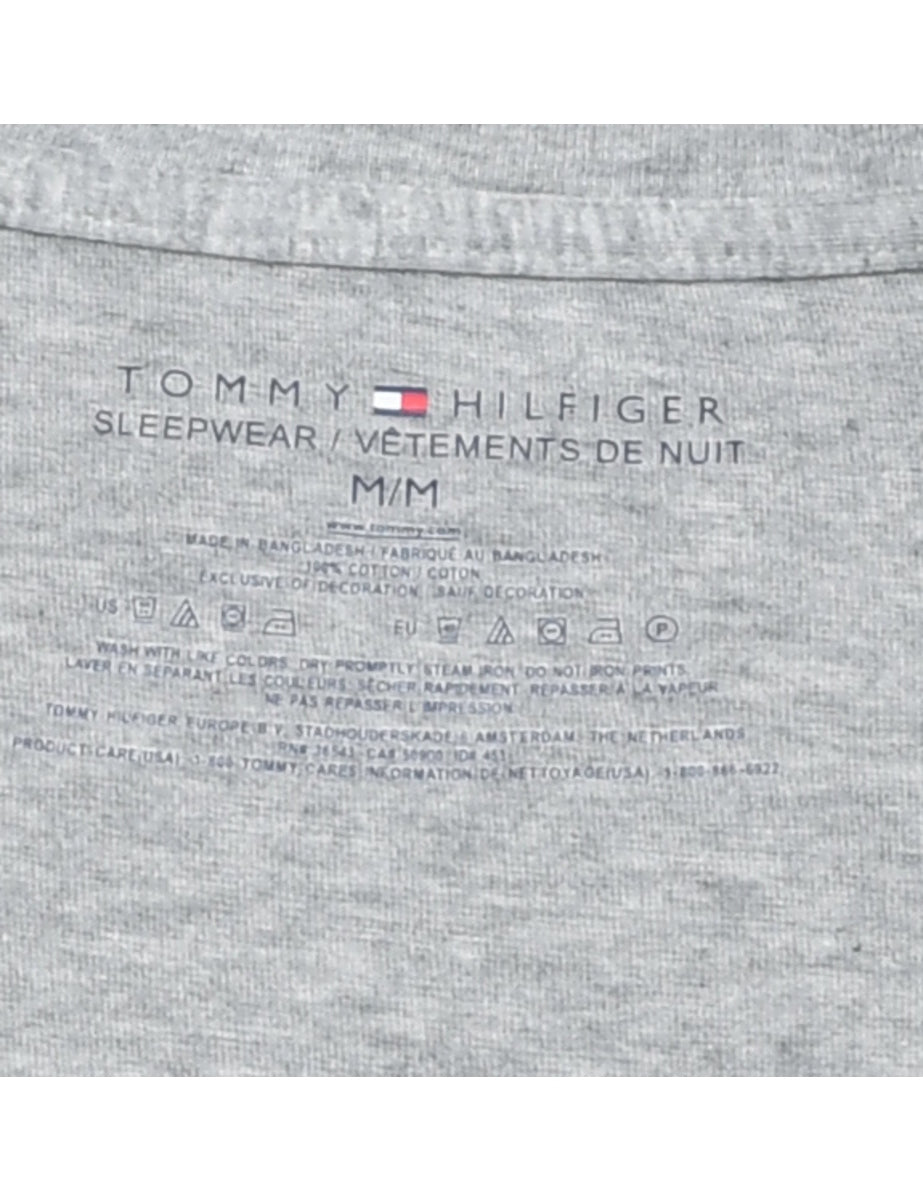 TOMMY HILFIGER
SLEEPWEAR / VÊTEMENTS DE NUIT
M/M
www.tommy.com
MADE IN BANGLADESH / FABRIQUÉ AU BANGLADESH
100% COTTON / COTON
EXCLUSIVE OF DECORATION SAUF DÉCORATION
US EU P
WASH WITH LIKE COLORS. DRY PROMPTLY. STEAM IRON. DO NOT IRON PRINTS.
LAVER EN SÉPARANT LES COULEURS. SÉCHER RAPIDEMENT. REPASSER À LA VAPEUR.
NE PAS REPASSER L'IMPRESSION
TOMMY HILFIGER EUROPE B.V. STADHOUDERSKADE AMSTERDAM THE NETHERLANDS
RN# CA#
PRODUCT CARE(USA) 1-800-TOMMY CARES INFORMATION DE NETTOYAGE(USA) 1-800-866-6922